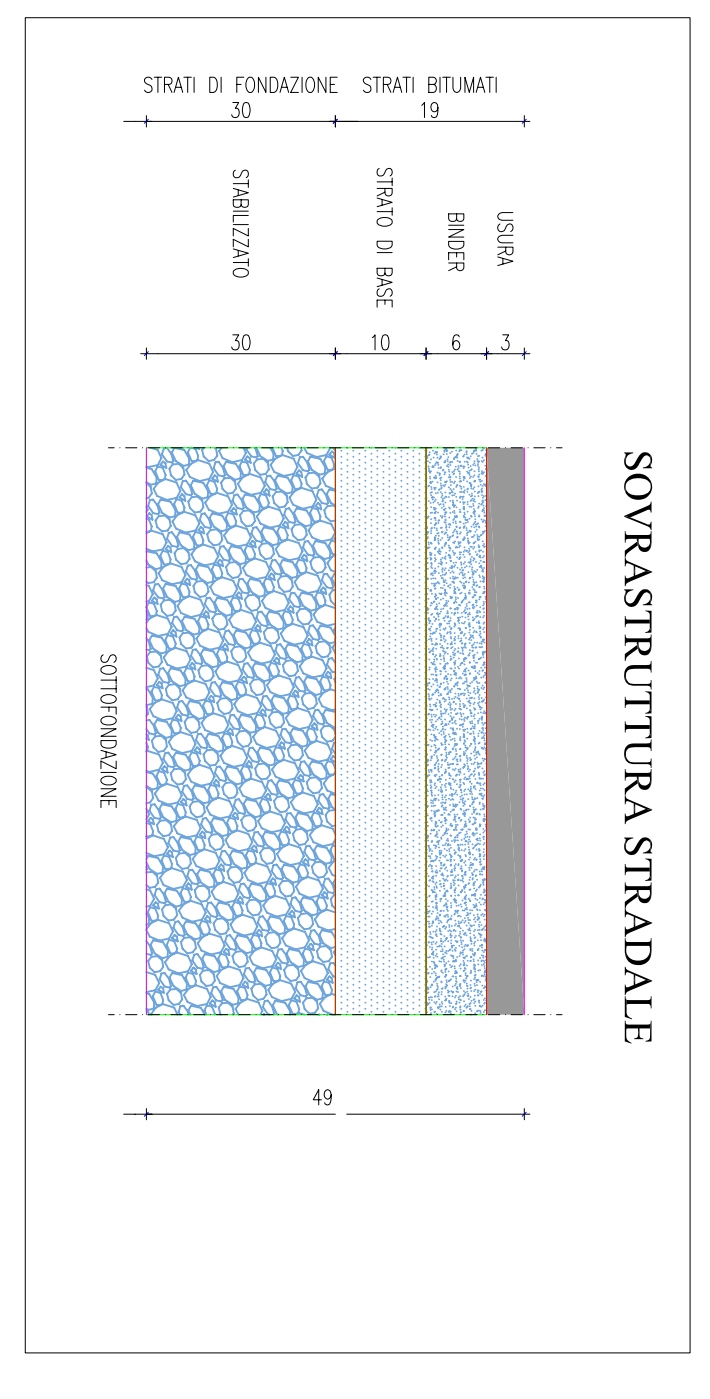 SOVRASTRUTTURA STRADALE
STRATI DI FONDAZIONE
STRATI BITUMATI
30
19
STABILIZZATO
STRATO DI BASE
BINDER
USURA
30
10
6
3
SOTTOFONDAZIONE
49